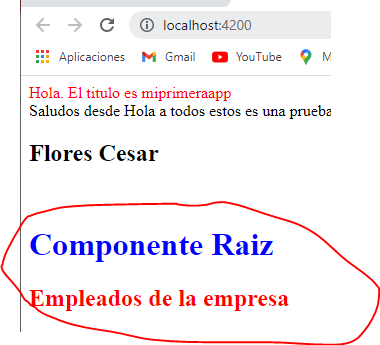 localhost:4200
Aplicaciones Gmail YouTube M
Hola. El titulo es miprimeraapp
Saludos desde Hola a todos estos es una prueba
Flores Cesar
Componente Raiz
Empleados de la empresa